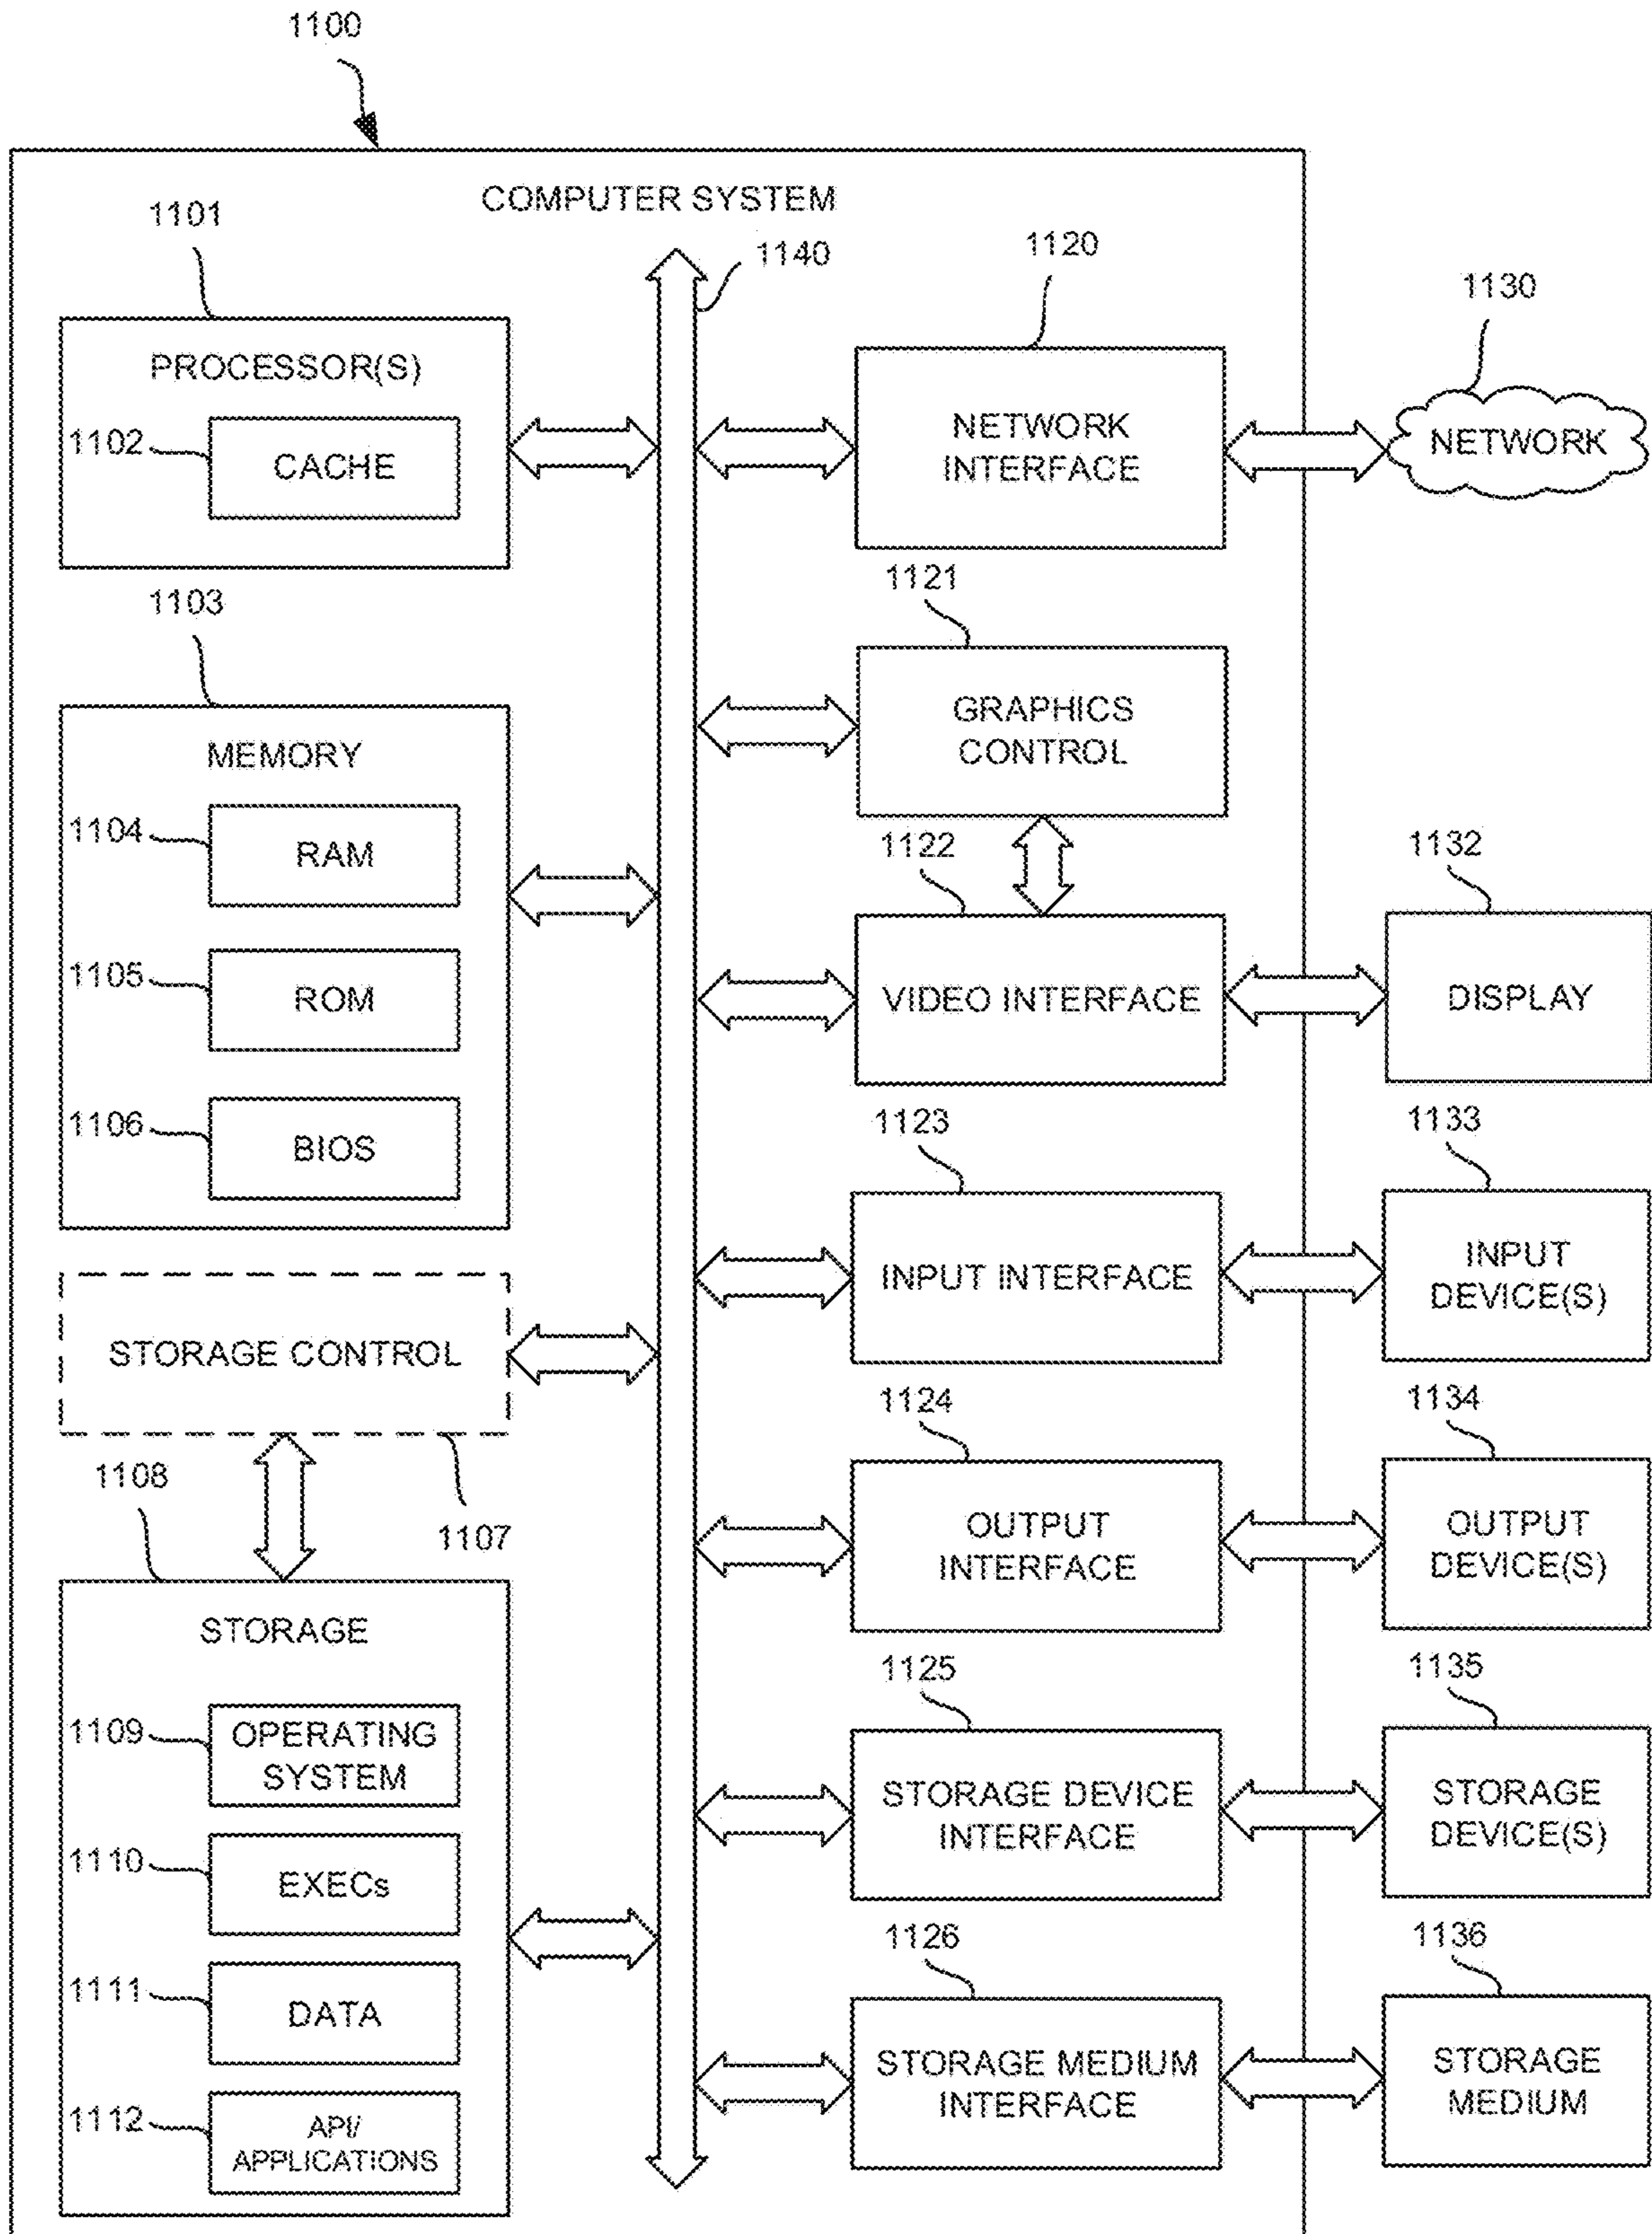 1100
COMPUTER SYSTEM
1101
1140
1120
1130
PROCESSOR(S)
1102
CACHE
NETWORK
INTERFACE
NETWORK
1103
1121
MEMORY
GRAPHICS
CONTROL
1104
RAM
1122
1132
1105
ROM
VIDEO INTERFACE
DISPLAY
1106
BIOS
1123
1133
INPUT INTERFACE
INPUT
DEVICE(S)
STORAGE CONTROL
1124
1134
1108
1107
OUTPUT
INTERFACE
OUTPUT
DEVICE(S)
STORAGE
1125
1135
1109
OPERATING
SYSTEM
STORAGE DEVICE
INTERFACE
STORAGE
DEVICE(S)
1110
EXECs
1126
1136
1111
DATA
STORAGE MEDIUM
INTERFACE
STORAGE
MEDIUM
1112
API/
APPLICATIONS